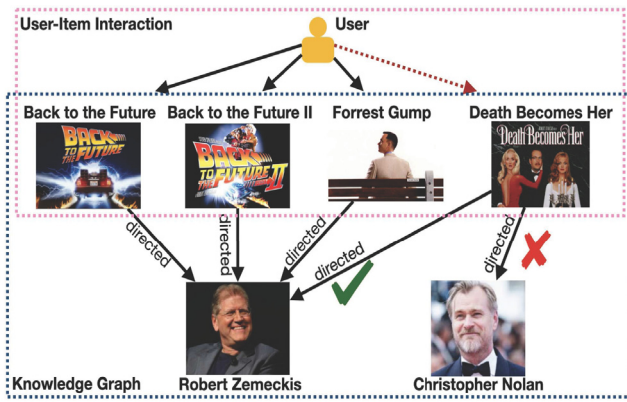 User-Item Interaction
User
Back to the Future
Back to the Future II
Forrest Gump
Death Becomes Her
BACK
TO THE
FUTURE
BACK
TO THE
FUTURE
II
Death Becomes Her
directed
directed
directed
directed
directed
Knowledge Graph
Robert Zemeckis
Christopher Nolan